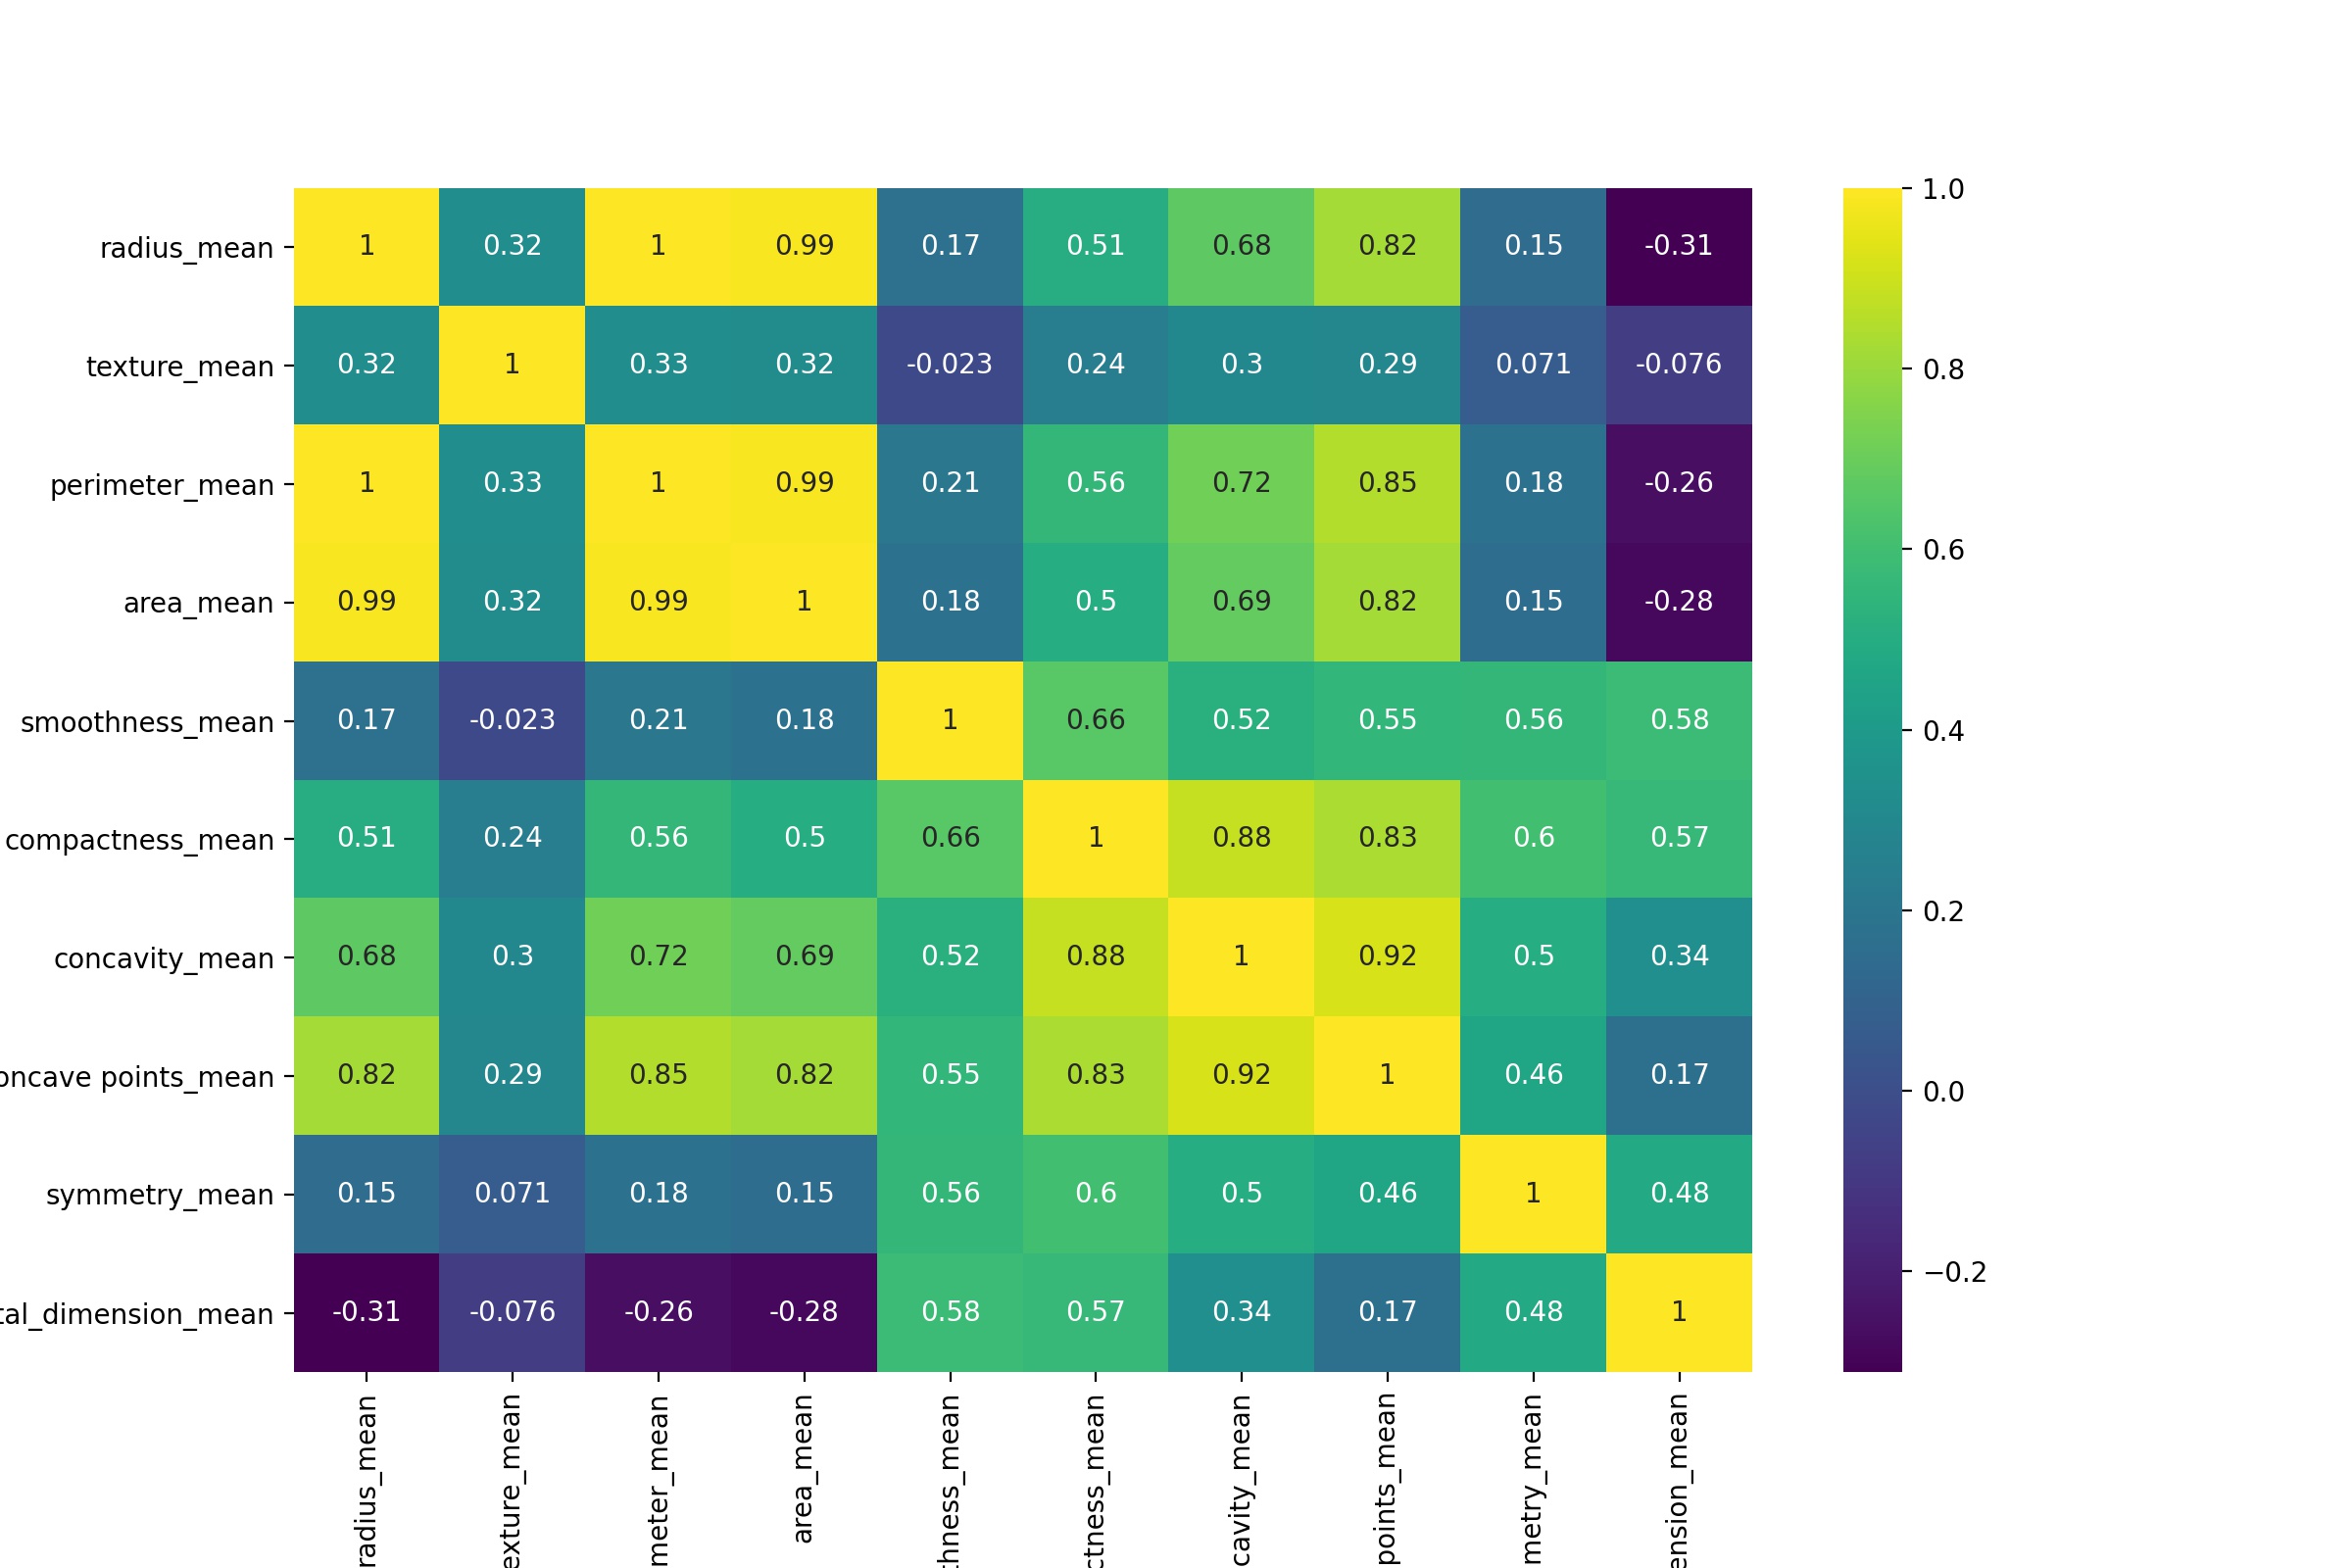 1.0
radius_mean 1 0.32 1 0.99 0.17 0.51 0.68 0.82 0.15 -0.31
texture_mean 0.32 1 0.33 0.32 -0.023 0.24 0.3 0.29 0.071 -0.076
0.8
perimeter_mean 1 0.33 1 0.99 0.21 0.56 0.72 0.85 0.18 -0.26
0.6
area_mean 0.99 0.32 0.99 1 0.18 0.5 0.69 0.82 0.15 -0.28
smoothness_mean 0.17 -0.023 0.21 0.18 1 0.66 0.52 0.55 0.56 0.58
0.4
compactness_mean 0.51 0.24 0.56 0.5 0.66 1 0.88 0.83 0.6 0.57
0.2
concavity_mean 0.68 0.3 0.72 0.69 0.52 0.88 1 0.92 0.5 0.34
oncave points_mean 0.82 0.29 0.85 0.82 0.55 0.83 0.92 1 0.46 0.17
0.0
symmetry_mean 0.15 0.071 0.18 0.15 0.56 0.6 0.5 0.46 1 0.48
−0.2
tal_dimension_mean -0.31 -0.076 -0.26 -0.28 0.58 0.57 0.34 0.17 0.48 1
radius_mean
exture_mean
meter_mean
area_mean
hness_mean
ctness_mean
cavity_mean
points_mean
metry_mean
ension_mean